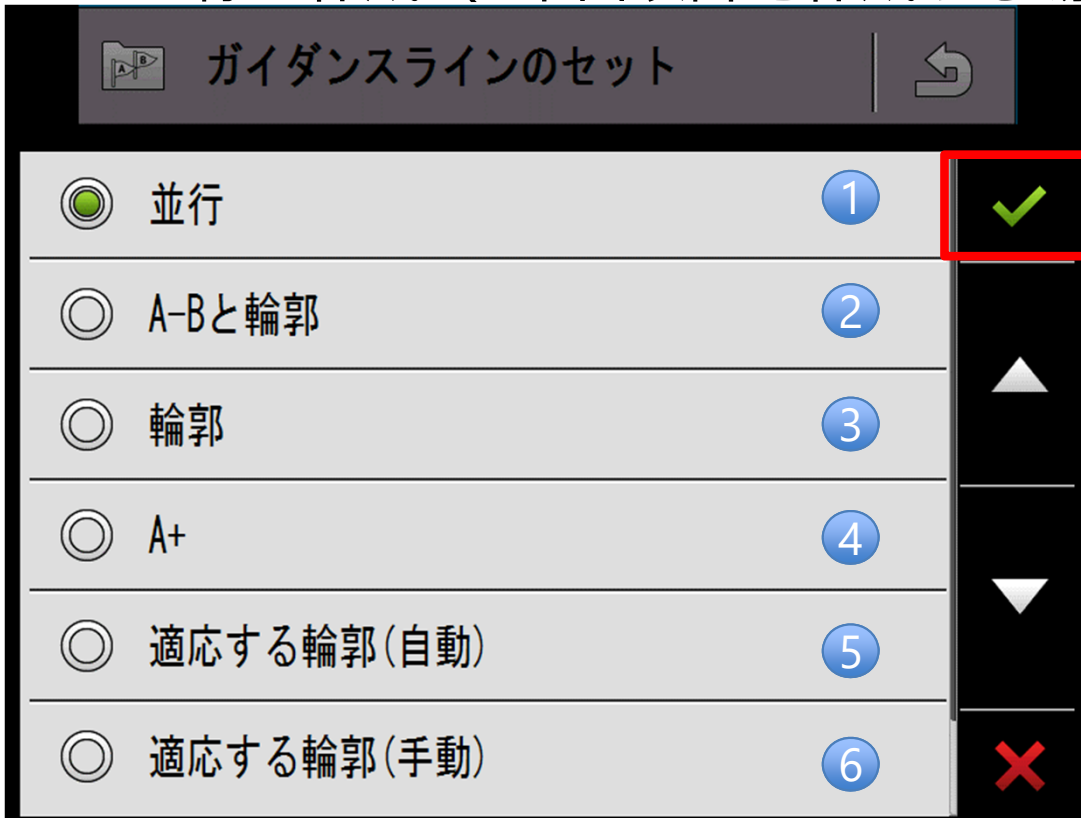 ガイダンスラインのセット
並行 1
A-Bと輪郭 2
輪郭 3
A+ 4
適応する輪郭(自動) 5
適応する輪郭(手動) 6